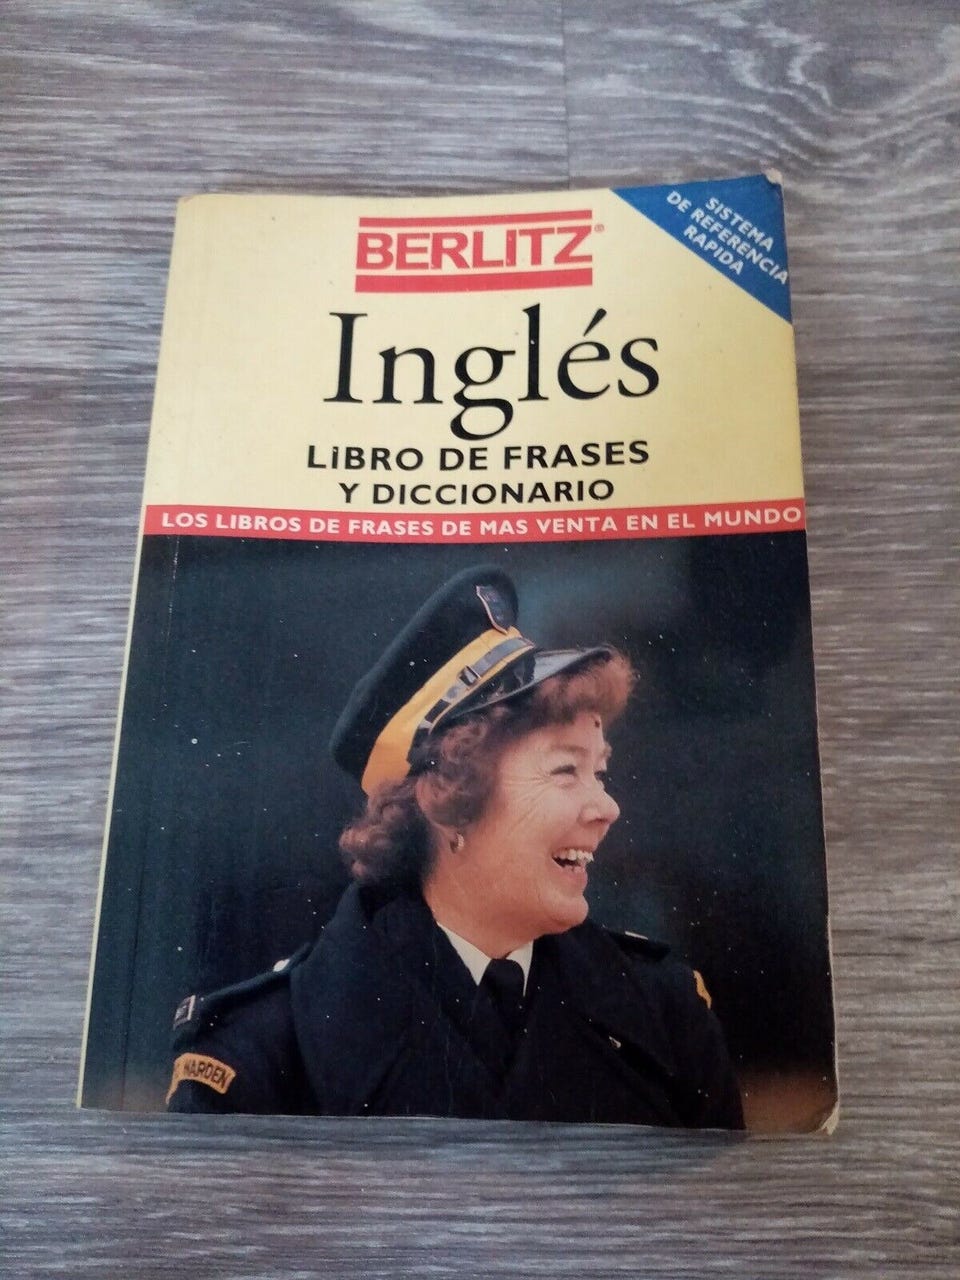 BERLITZ®
SISTEMA
DE REFERENCIA
RAPIDA
Inglés
LIBRO DE FRASES
Y DICCIONARIO
LOS LIBROS DE FRASES DE MAS VENTA EN EL MUNDO
WARDEN